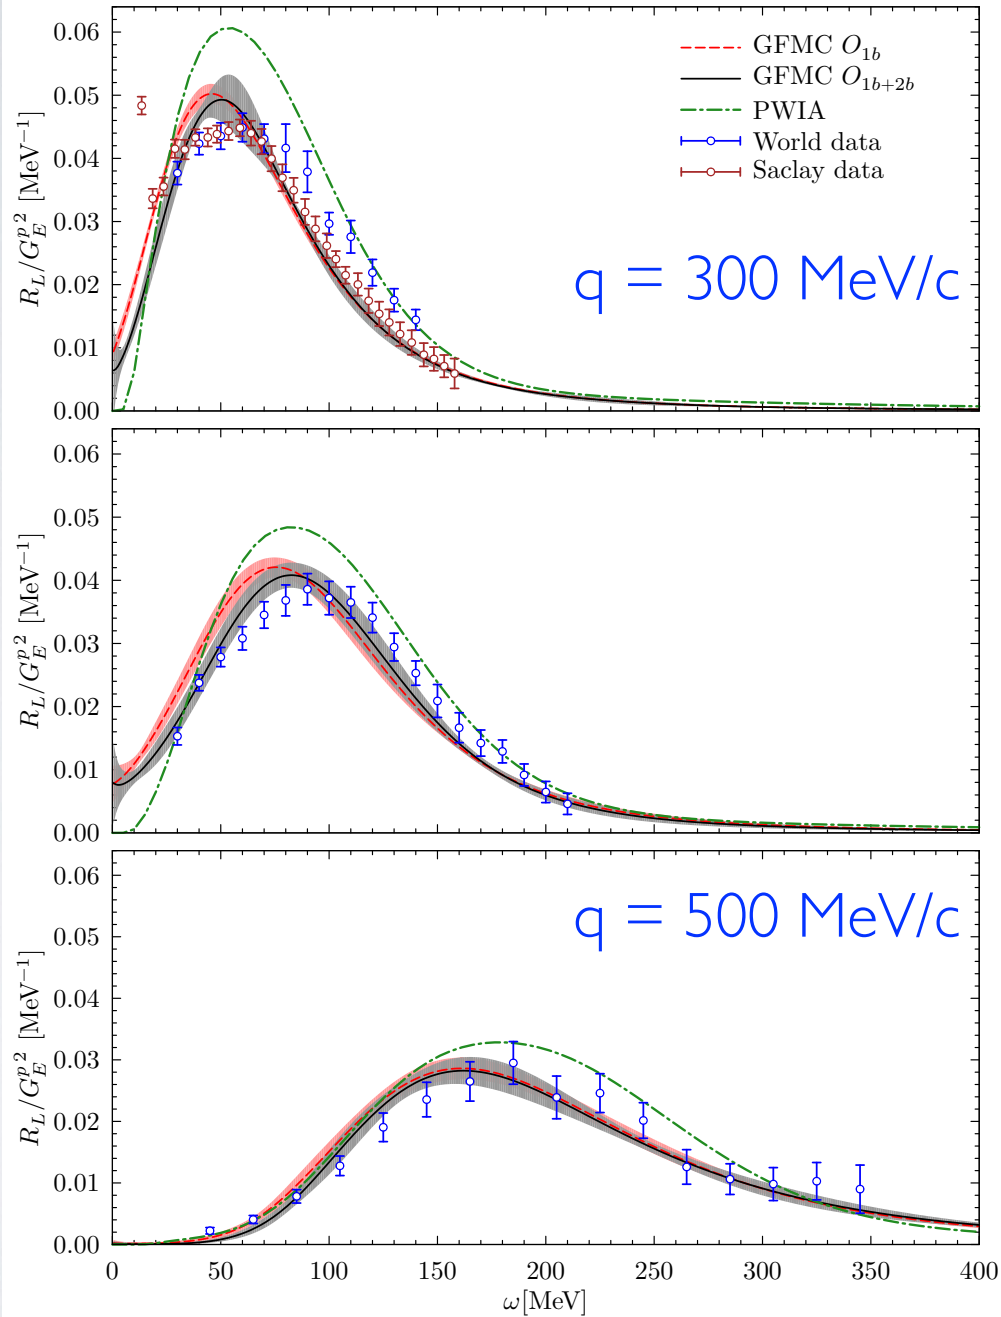 0.06
0.05
0.04
0.03
0.02
0.01
0.00
R_L/G_E^{p 2} [MeV^{-1}]
GFMC O_{1b}
GFMC O_{1b+2b}
PWIA
World data
Saclay data
q = 300 MeV/c
0.06
0.05
0.04
0.03
0.02
0.01
0.00
R_L/G_E^{p 2} [MeV^{-1}]
0.06
0.05
0.04
0.03
0.02
0.01
0.00
R_L/G_E^{p 2} [MeV^{-1}]
q = 500 MeV/c
0 50 100 150 200 250 300 350 400
ω[MeV]